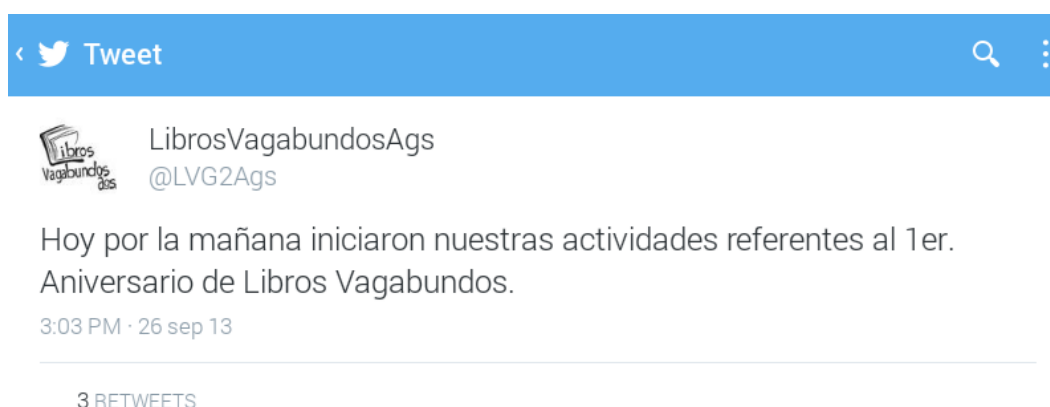 Tweet
Libros
Vagabundos
dos
LibrosVagabundosAgs
@LVG2Ags
Hoy por la mañana iniciaron nuestras actividades referentes al 1er.
Aniversario de Libros Vagabundos.
3:03 PM · 26 sep 13
3 RETWEETS